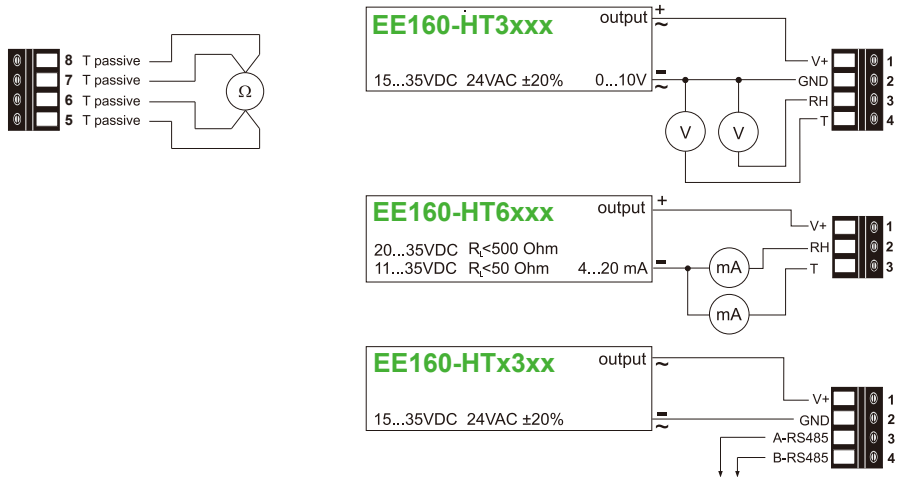 8 T passive
7 T passive
6 T passive
5 T passive
Ω
EE160-HT3xxx
output
+
~
15...35VDC 24VAC ±20%
0...10V
-
~
V
V
V+ 1
GND 2
RH 3
T 4
EE160-HT6xxx
output
+
20...35VDC RL<500 Ohm
11...35VDC RL<50 Ohm
4...20 mA
-
mA
mA
V+ 1
RH 2
T 3
EE160-HTx3xx
output
~
15...35VDC 24VAC ±20%
-
~
V+ 1
GND 2
A-RS485 3
B-RS485 4